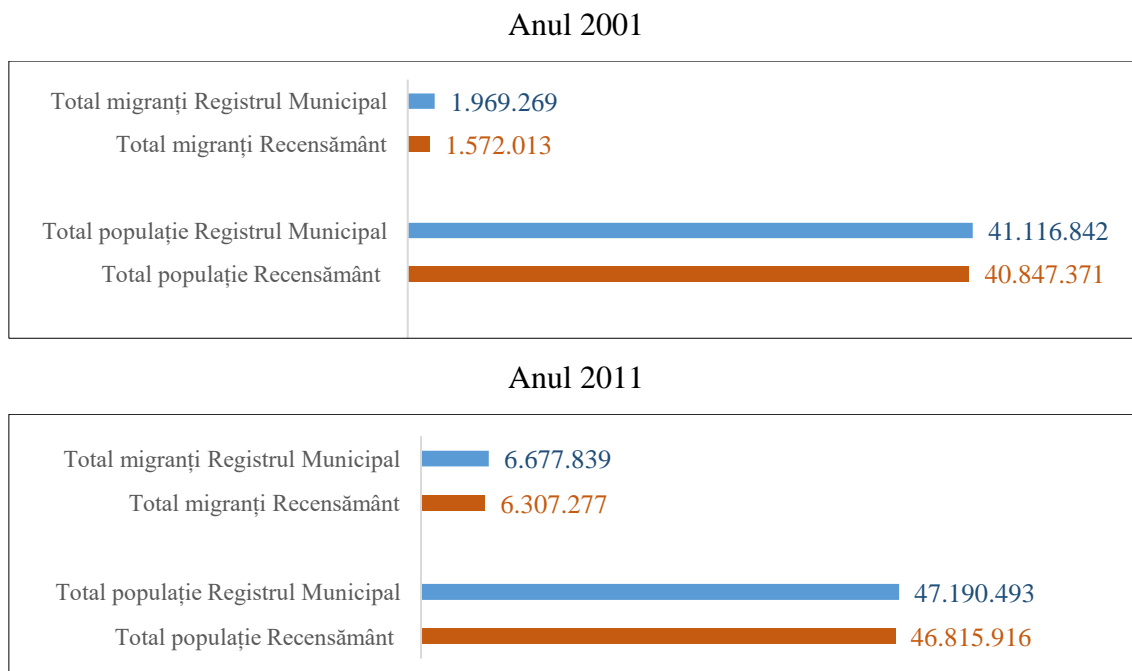 Anul 2001
Total migranți Registrul Municipal 1.969.269
Total migranți Recensământ 1.572.013
Total populație Registrul Municipal 41.116.842
Total populație Recensământ 40.847.371
Anul 2011
Total migranți Registrul Municipal 6.677.839
Total migranți Recensământ 6.307.277
Total populație Registrul Municipal 47.190.493
Total populație Recensământ 46.815.916